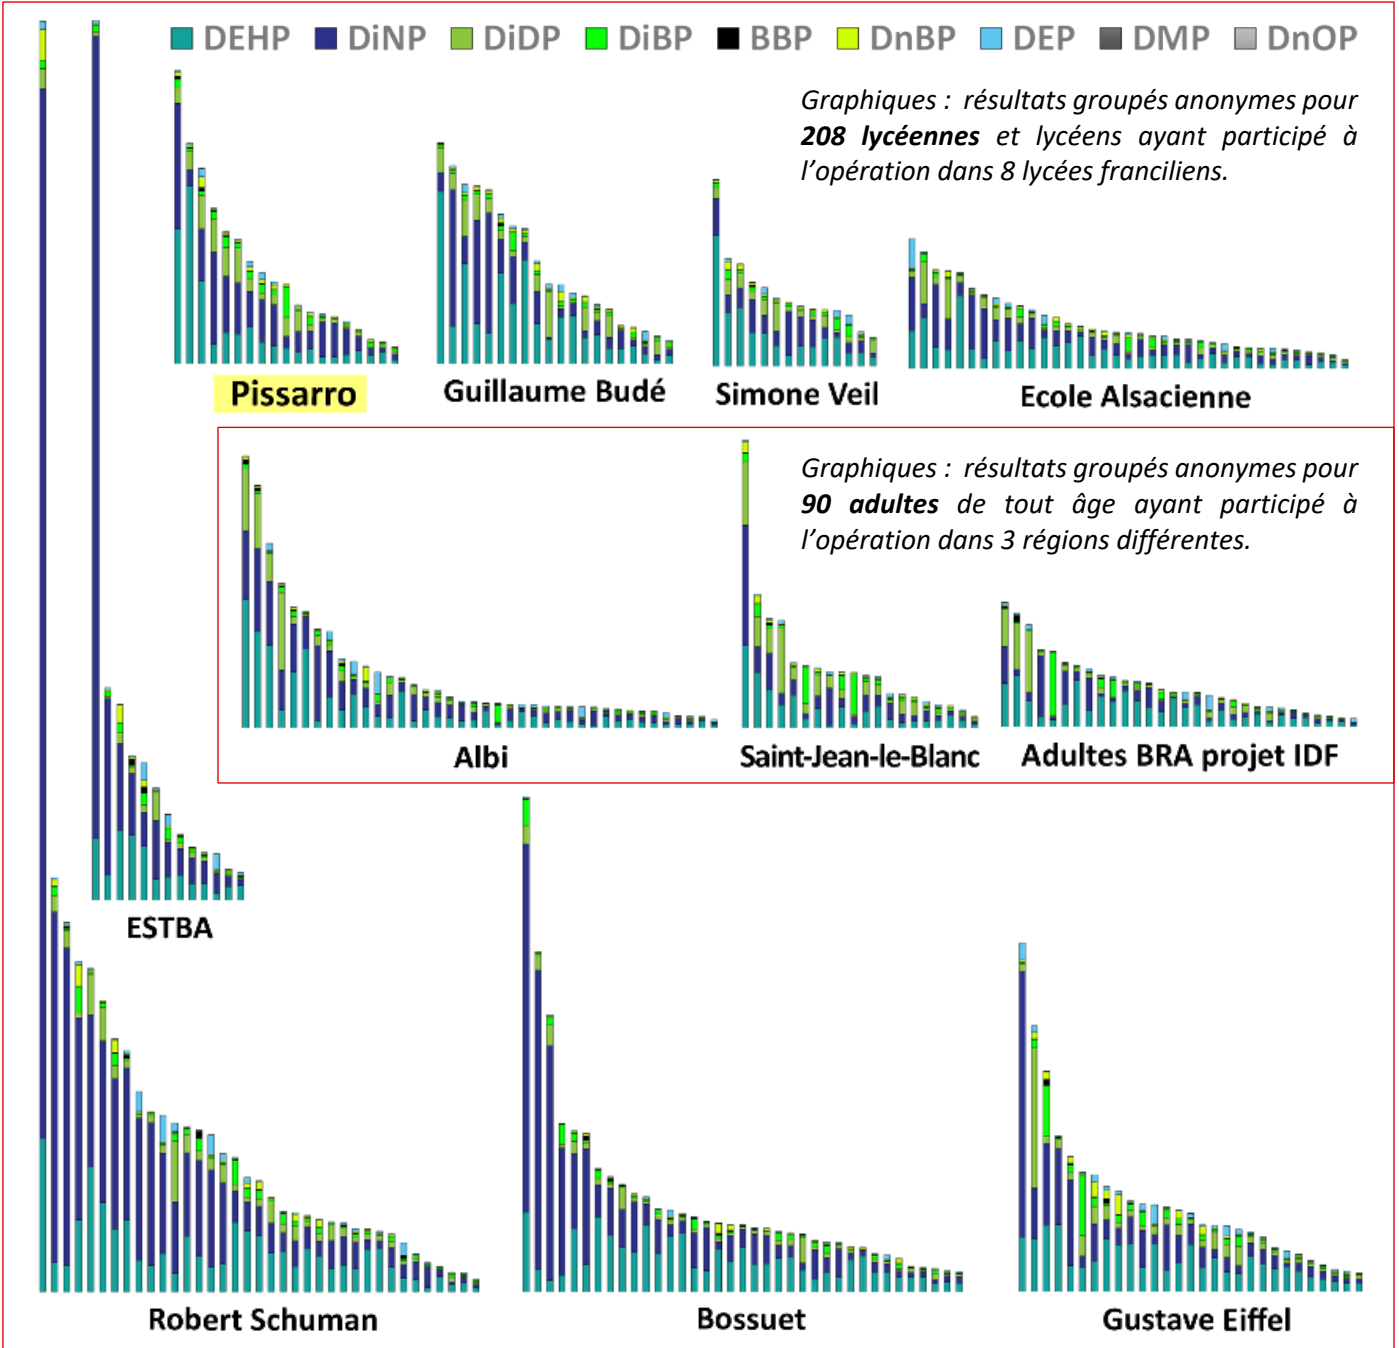 DEHP DiNP DiDP DiBP BBP DnBP DEP DMP DnOP
Graphiques : résultats groupés anonymes pour
208 lycéennes et lycéens ayant participé à
l'opération dans 8 lycées franciliens.
Pissarro
Guillaume Budé
Simone Veil
Ecole Alsacienne
Graphiques : résultats groupés anonymes pour
90 adultes de tout âge ayant participé à
l'opération dans 3 régions différentes.
Albi
Saint-Jean-le-Blanc
Adultes BRA projet IDF
ESTBA
Robert Schuman
Bossuet
Gustave Eiffel